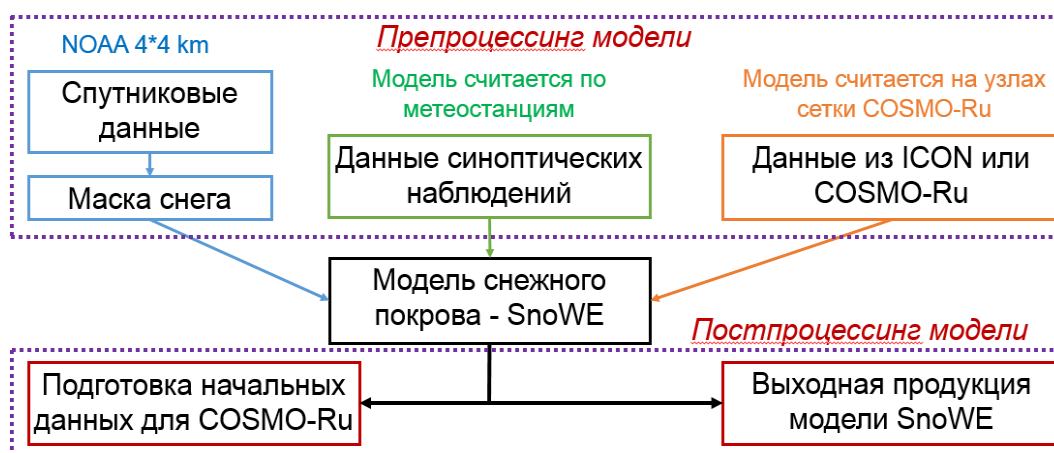 Препроцессинг модели
NOAA 4*4 km
Спутниковые
данные
Маска снега
Модель считается по
метеостанциям
Данные синоптических
наблюдений
Модель считается на узлах
сетки COSMO-Ru
Данные из ICON или
COSMO-Ru
Модель снежного
покрова - SnoWE
Постпроцессинг модели
Подготовка начальных
данных для COSMO-Ru
Выходная продукция
модели SnoWE